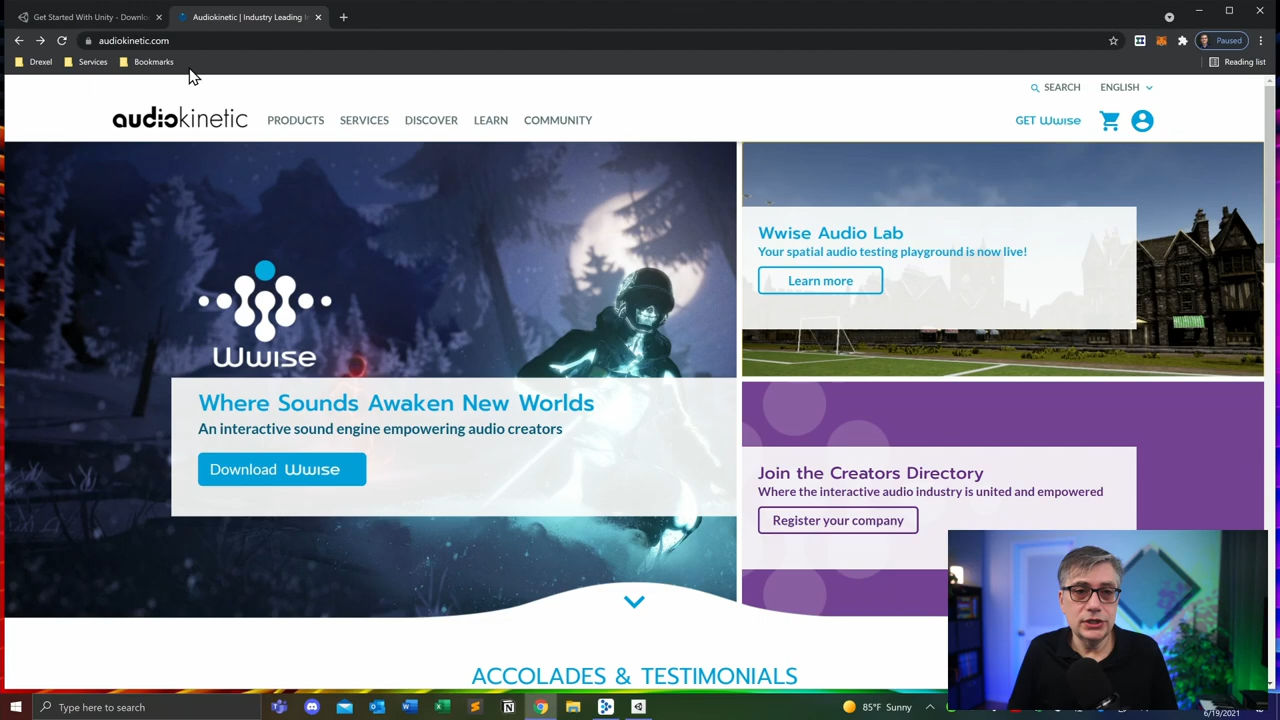 Get Started With Unity - Downlo
Audiokinetic | Industry Leading I
audiokinetic.com
Paused
Drexel
Services
Bookmarks
Reading list
SEARCH
ENGLISH
audiokinetic
PRODUCTS
SERVICES
DISCOVER
LEARN
COMMUNITY
GET Wwise
Wwise
Where Sounds Awaken New Worlds
An interactive sound engine empowering audio creators
Download Wwise
Wwise Audio Lab
Your spatial audio testing playground is now live!
Learn more
Join the Creators Directory
Where the interactive audio industry is united and empowered
Register your company
ACCOLADES & TESTIMONIALS
Type here to search
85°F Sunny
6/19/2021